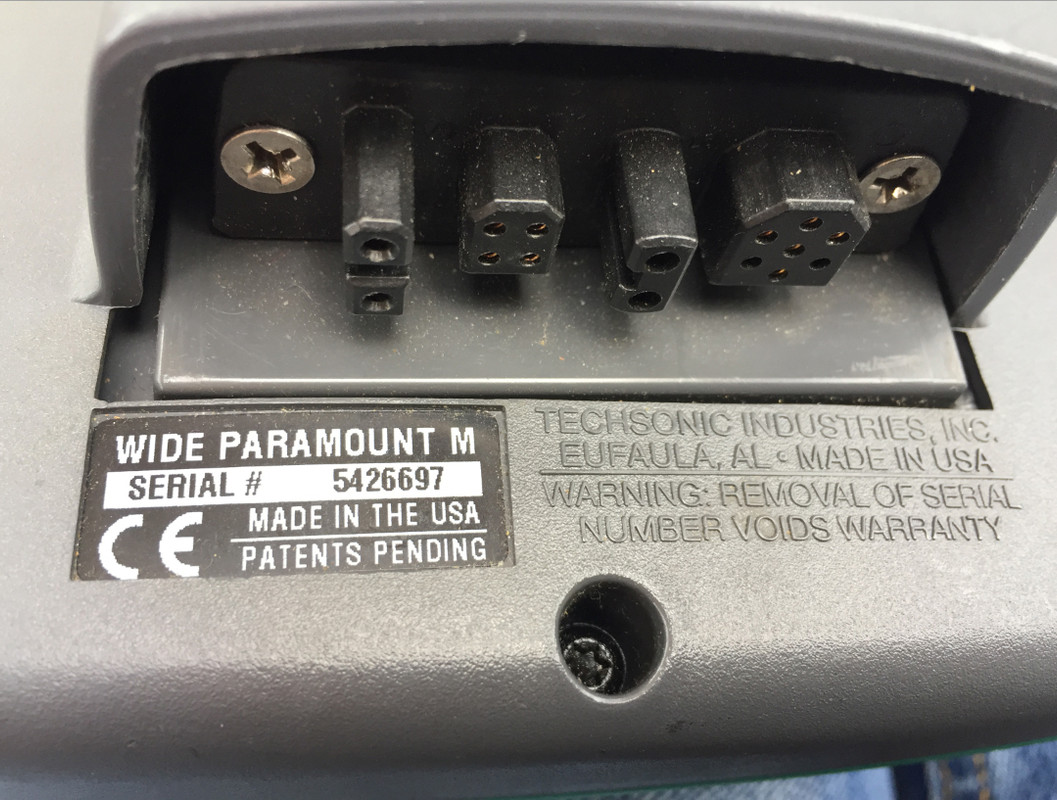 WIDE PARAMOUNT M
SERIAL # 5426697
CE MADE IN THE USA
PATENTS PENDING
TECHSONIC INDUSTRIES, INC.
EUFAULA, AL • MADE IN USA
WARNING: REMOVAL OF SERIAL
NUMBER VOIDS WARRANTY